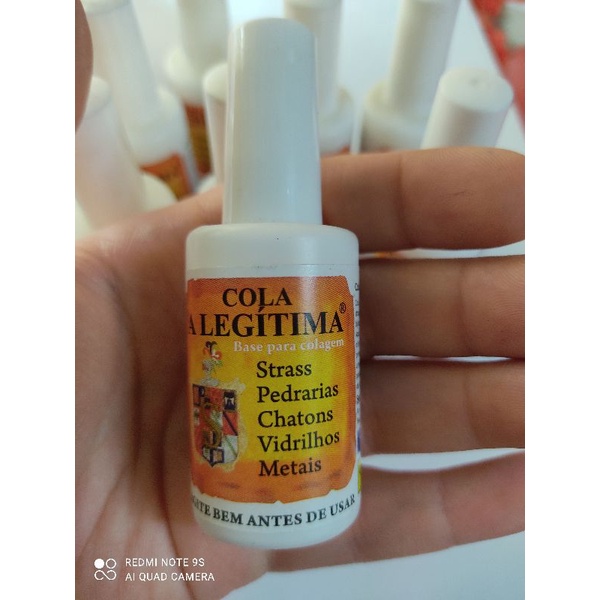 COLA
A LEGÍTIMA®
Base para colagem
Strass
Pedrarias
Chatons
Vidrilhos
Metais
BEM ANTES DE USAR
REDMI NOTE 9S
AI QUAD CAMERA